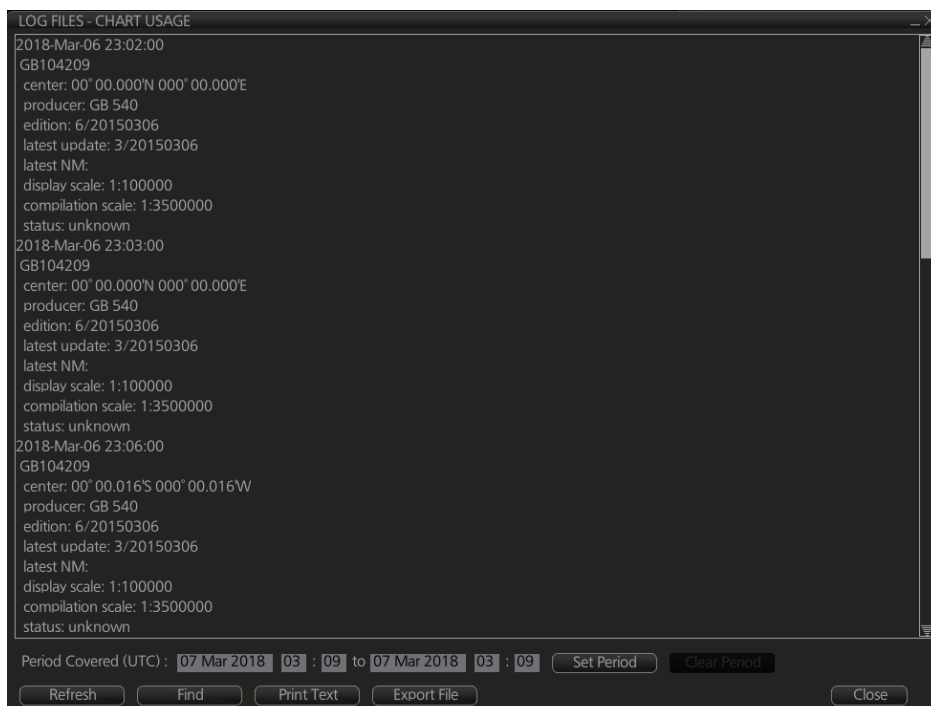 LOG FILES - CHART USAGE
2018-Mar-06 23:02:00
GB104209
center: 00°00.000'N 000°00.000'E
producer: GB 540
edition: 6/20150306
latest update: 3/20150306
latest NM:
display scale: 1:100000
compilation scale: 1:3500000
status: unknown
2018-Mar-06 23:03:00
GB104209
center: 00°00.000'N 000°00.000'E
producer: GB 540
edition: 6/20150306
latest update: 3/20150306
latest NM:
display scale: 1:100000
compilation scale: 1:3500000
status: unknown
2018-Mar-06 23:06:00
GB104209
center: 00°00.016'S 000°00.016'W
producer: GB 540
edition: 6/20150306
latest update: 3/20150306
latest NM:
display scale: 1:100000
compilation scale: 1:3500000
status: unknown
Period Covered (UTC) : 07 Mar 2018 03 : 09 to 07 Mar 2018 03 : 09 Set Period Clear Period
Refresh Find Print Text Export File Close